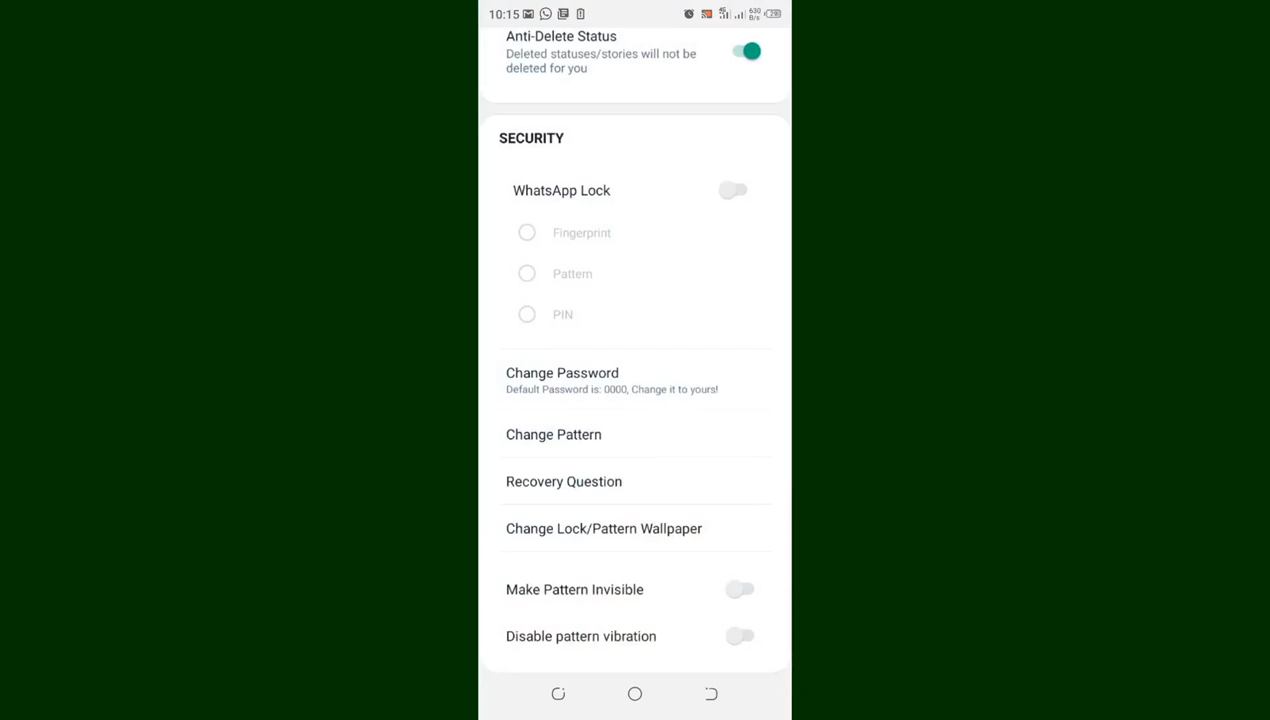 10:15
630
B/s
29
Anti-Delete Status
Deleted statuses/stories will not be
deleted for you
SECURITY
WhatsApp Lock
Fingerprint
Pattern
PIN
Change Password
Default Password is: 0000, Change it to yours!
Change Pattern
Recovery Question
Change Lock/Pattern Wallpaper
Make Pattern Invisible
Disable pattern vibration